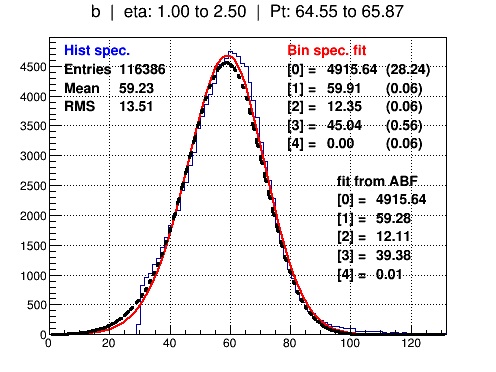 b | eta: 1.00 to 2.50 | Pt: 64.55 to 65.87
Hist spec.
Entries 116386
Mean 59.23
RMS 13.51
Bin spec. fit
[0] = 4915.64 (28.24)
[1] = 59.91 (0.06)
[2] = 12.35 (0.06)
[3] = 45.04 (0.56)
[4] = 0.00 (0.06)
fit from ABF
[0] = 4915.64
[1] = 59.28
[2] = 12.11
[3] = 39.38
[4] = 0.01
4500
4000
3500
3000
2500
2000
1500
1000
500
0
0 20 40 60 80 100 120